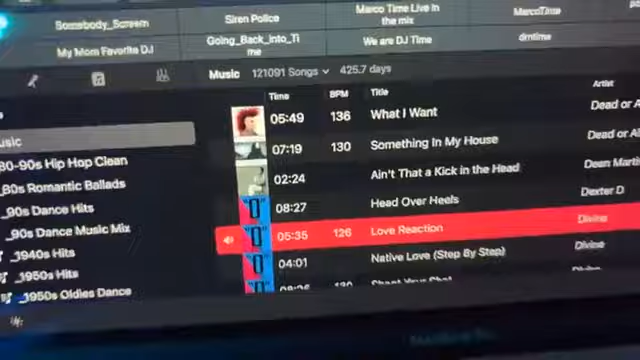 Somebody_Scream
Siren Police
Marco Time Live in
the mix
MarcoTime
My Mom Favorite DJ
Going_Back_Into_Ti
me
We are DJ Time
dmtime
Music 121091 Songs 425.7 days
Time BPM Title Artist
05:49 136 What I Want Dead or A
07:19 130 Something In My House Dead or Al
02:24 Ain't That a Kick in the Head Dean Martin
08:27 Head Over Heels Dexter D
05:35 126 Love Reaction Divine
04:01 Native Love (Step By Step) Divine
usic
80-90s Hip Hop Clean
_80s Romantic Ballads
_90s Dance Hits
_90s Dance Music Mix
_1940s Hits
_1950s Hits
_1950s Oldies Dance